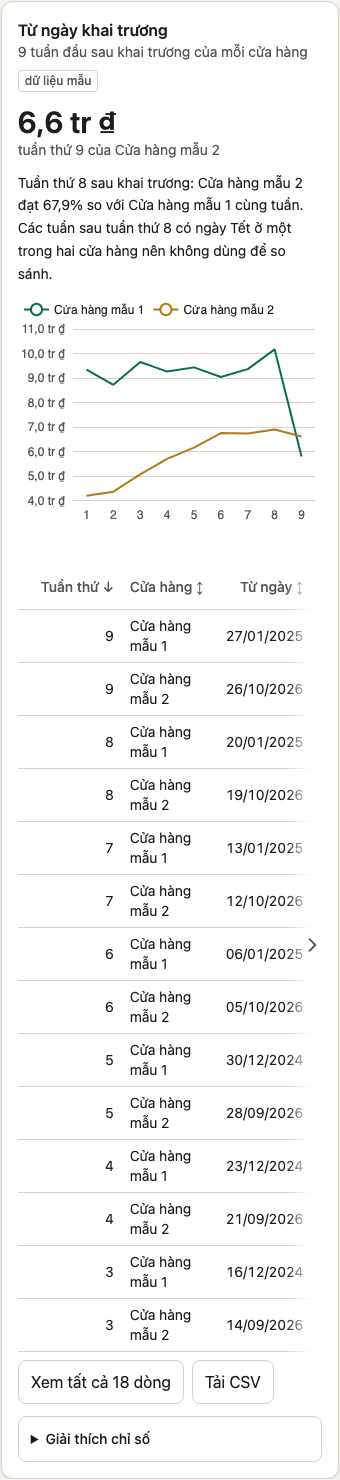 Từ ngày khai trương
9 tuần đầu sau khai trương của mỗi cửa hàng
dữ liệu mẫu
6,6 tr ₫
tuần thứ 9 của Cửa hàng mẫu 2
Tuần thứ 8 sau khai trương: Cửa hàng mẫu 2
đạt 67,9% so với Cửa hàng mẫu 1 cùng tuần.
Các tuần sau tuần thứ 8 có ngày Tết ở một
trong hai cửa hàng nên không dùng để so
sánh.
Cửa hàng mẫu 1 Cửa hàng mẫu 2
11,0 tr ₫
10,0 tr ₫
9,0 tr ₫
8,0 tr ₫
7,0 tr ₫
6,0 tr ₫
5,0 tr ₫
4,0 tr ₫
1 2 3 4 5 6 7 8 9
Tuần thứ ↓ Cửa hàng ↕ Từ ngày ↕
9 Cửa hàng mẫu 1 27/01/2025
9 Cửa hàng mẫu 2 26/10/2026
8 Cửa hàng mẫu 1 20/01/2025
8 Cửa hàng mẫu 2 19/10/2026
7 Cửa hàng mẫu 1 13/01/2025
7 Cửa hàng mẫu 2 12/10/2026
6 Cửa hàng mẫu 1 06/01/2025
6 Cửa hàng mẫu 2 05/10/2026
5 Cửa hàng mẫu 1 30/12/2024
5 Cửa hàng mẫu 2 28/09/2026
4 Cửa hàng mẫu 1 23/12/2024
4 Cửa hàng mẫu 2 21/09/2026
3 Cửa hàng mẫu 1 16/12/2024
3 Cửa hàng mẫu 2 14/09/2026
Xem tất cả 18 dòng Tải CSV
▶ Giải thích chỉ số